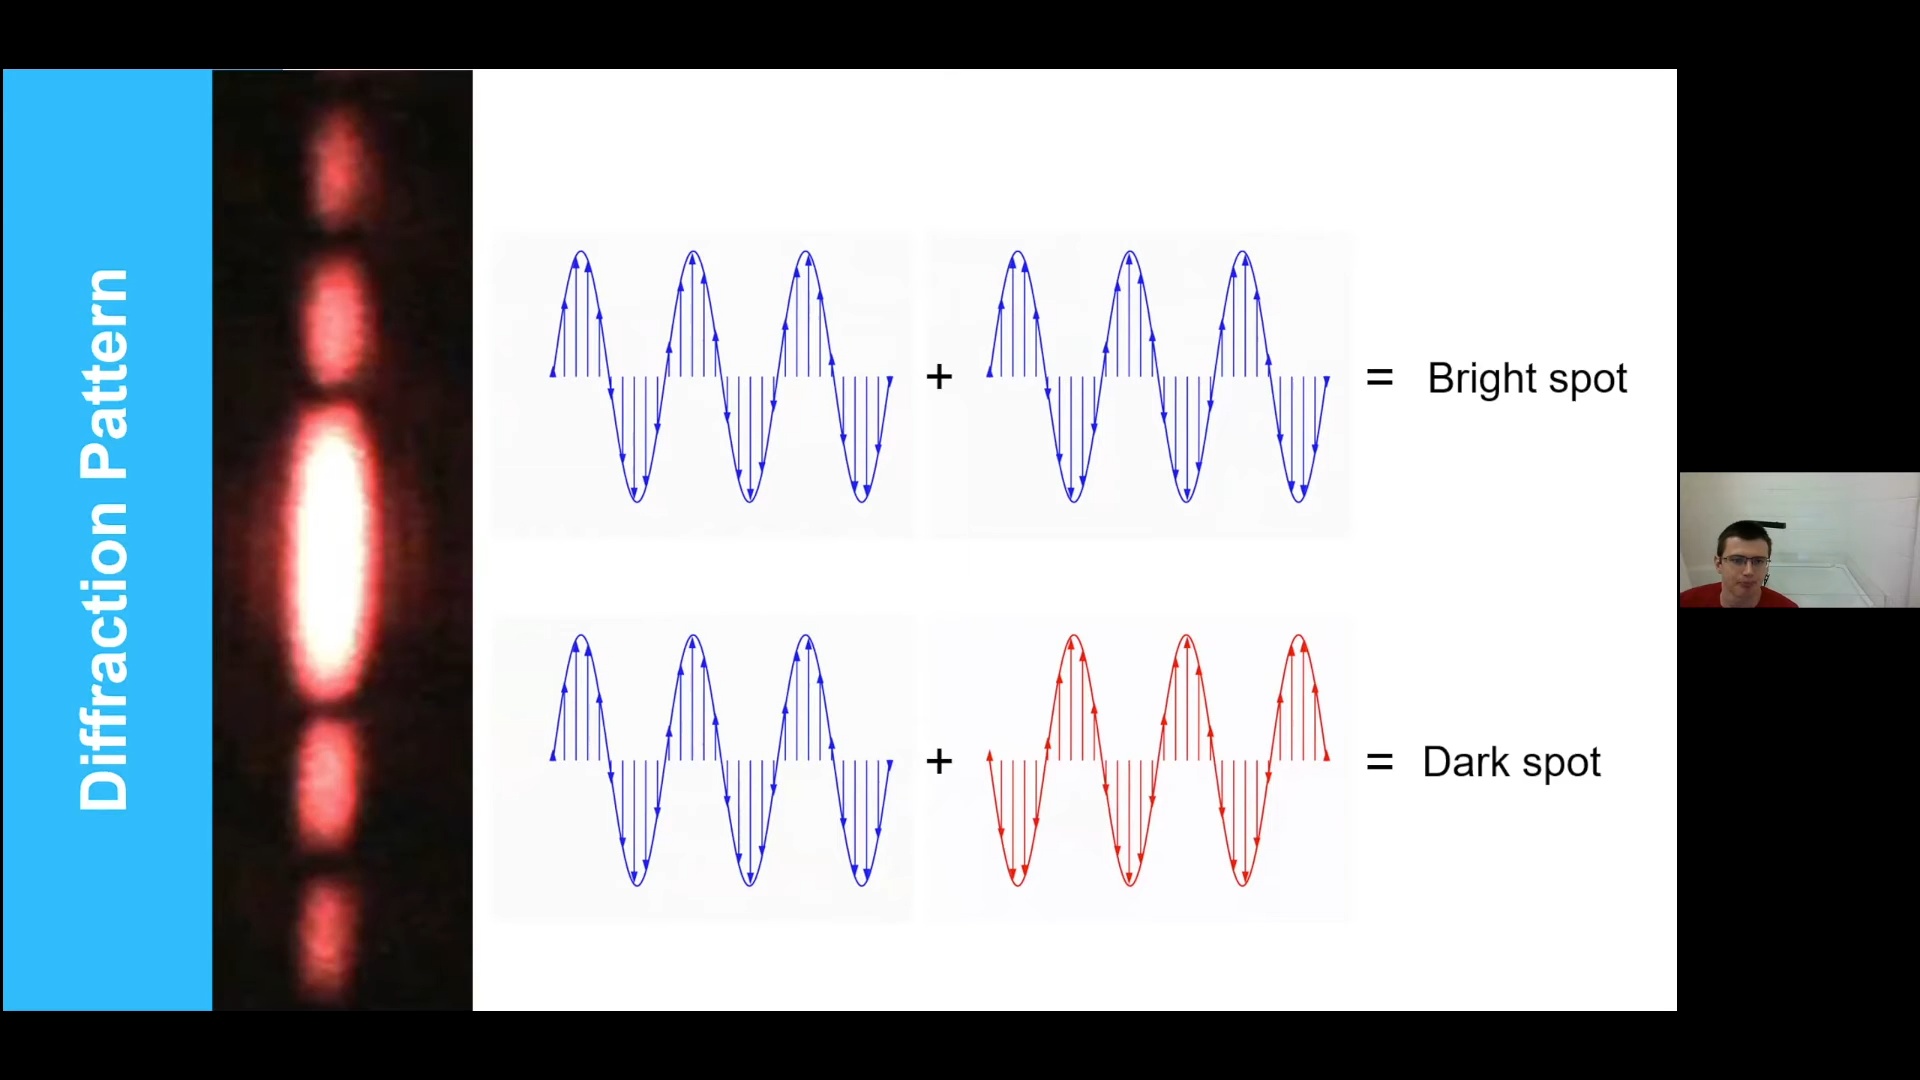 Diffraction Pattern
+ = Bright spot
+ = Dark spot